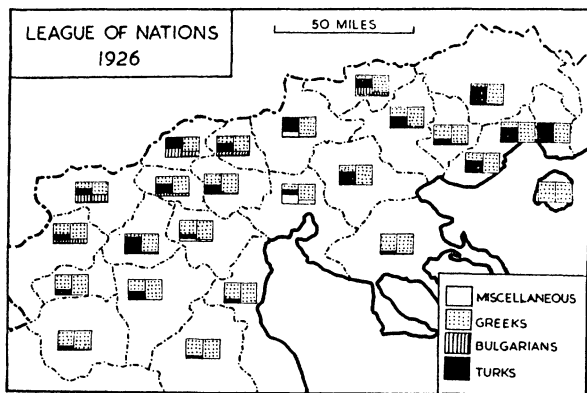 LEAGUE OF NATIONS
1926
50 MILES
MISCELLANEOUS
GREEKS
BULGARIANS
TURKS